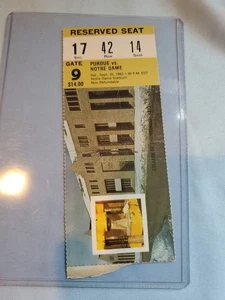 RESERVED SEAT
17 42 14
Sec. Row Seat
GATE
9
$14.00
PURDUE vs.
NOTRE DAME
Notre Dame Stadium